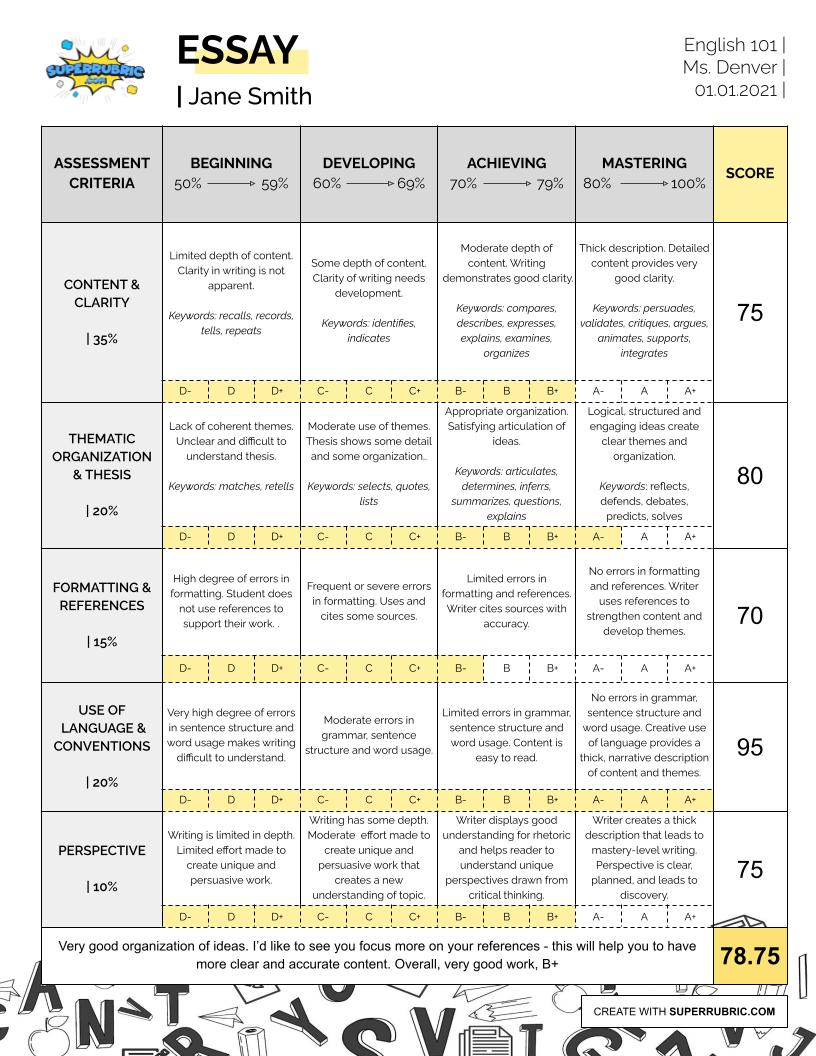 SUPERRUBRIC
.COM
ESSAY
| Jane Smith
English 101 |
Ms. Denver |
01.01.2021 |
ASSESSMENT
CRITERIA
BEGINNING
50% 59%
DEVELOPING
60% 69%
ACHIEVING
70% 79%
MASTERING
80% 100%
SCORE
CONTENT &
CLARITY
| 35%
Limited depth of content.
Clarity in writing is not
apparent.
Keywords: recalls, records,
tells, repeats
Some depth of content.
Clarity of writing needs
development.
Keywords: identifies,
indicates
Moderate depth of
content. Writing
demonstrates good clarity.
Keywords: compares,
describes, expresses,
explains, examines,
organizes
Thick description. Detailed
content provides very
good clarity.
Keywords: persuades,
validates, critiques, argues,
animates, supports,
integrates
75
D- D D+ C- C C+ B- B B+ A- A A+
THEMATIC
ORGANIZATION
& THESIS
| 20%
Lack of coherent themes.
Unclear and difficult to
understand thesis.
Keywords: matches, retells
Moderate use of themes.
Thesis shows some detail
and some organization..
Keywords: selects, quotes,
lists
Appropriate organization.
Satisfying articulation of
ideas.
Keywords: articulates,
determines, inferrs,
summarizes, questions,
explains
Logical, structured and
engaging ideas create
clear themes and
organization.
Keywords: reflects,
defends, debates,
predicts, solves
80
D- D D+ C- C C+ B- B B+ A- A A+
FORMATTING &
REFERENCES
| 15%
High degree of errors in
formatting. Student does
not use references to
support their work. .
Frequent or severe errors
in formatting. Uses and
cites some sources.
Limited errors in
formatting and references.
Writer cites sources with
accuracy.
No errors in formatting
and references. Writer
uses references to
strengthen content and
develop themes.
70
D- D D+ C- C C+ B- B B+ A- A A+
USE OF
LANGUAGE &
CONVENTIONS
| 20%
Very high degree of errors
in sentence structure and
word usage makes writing
difficult to understand.
Moderate errors in
grammar, sentence
structure and word usage.
Limited errors in grammar,
sentence structure and
word usage. Content is
easy to read.
No errors in grammar,
sentence structure and
word usage. Creative use
of language provides a
thick, narrative description
of content and themes.
95
D- D D+ C- C C+ B- B B+ A- A A+
PERSPECTIVE
| 10%
Writing is limited in depth.
Limited effort made to
create unique and
persuasive work.
Writing has some depth.
Moderate effort made to
create unique and
persuasive work that
creates a new
understanding of topic.
Writer displays good
understanding for rhetoric
and helps reader to
understand unique
perspectives drawn from
critical thinking.
Writer creates a thick
description that leads to
mastery-level writing.
Perspective is clear,
planned, and leads to
discovery.
75
D- D D+ C- C C+ B- B B+ A- A A+
Very good organization of ideas. I'd like to see you focus more on your references - this will help you to have
more clear and accurate content. Overall, very good work, B+
78.75
CREATE WITH SUPERRUBRIC.COM